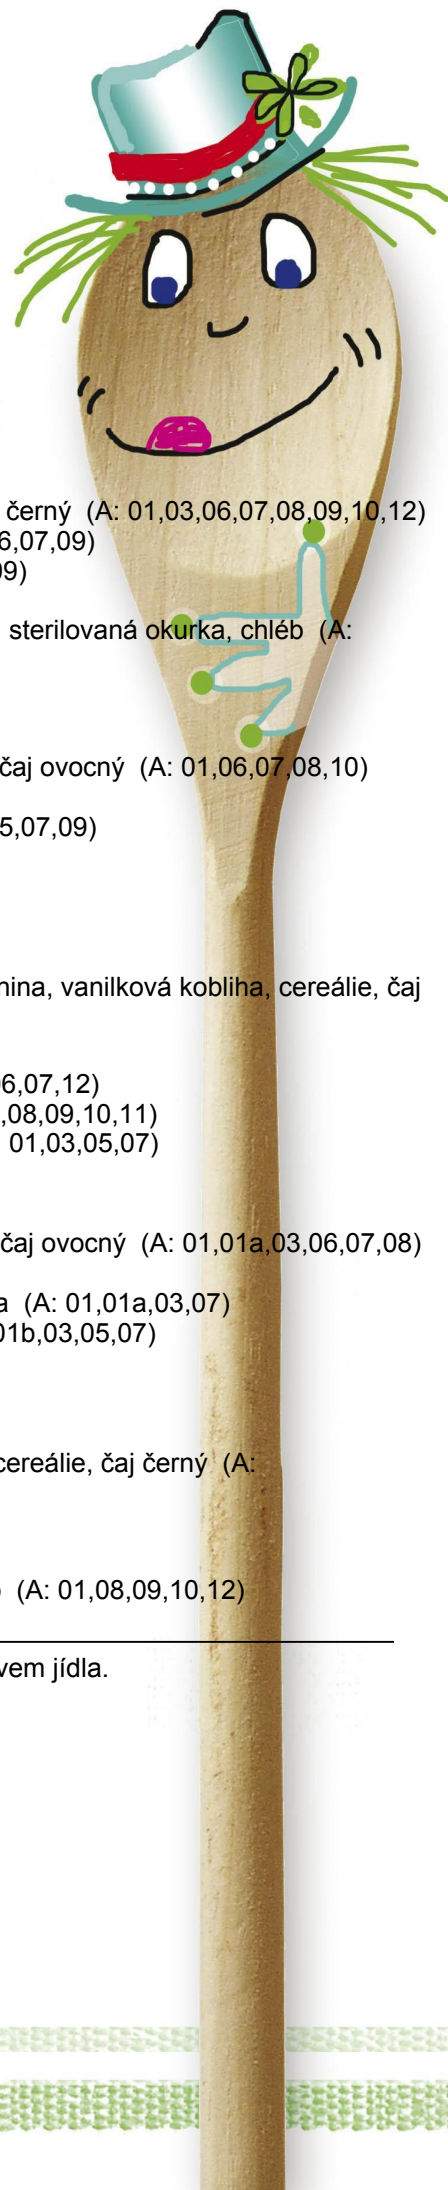 černý (A: 01,03,06,07,08,09,10,12)
6,07,09)
09)
sterilovaná okurka, chléb (A:
čaj ovocný (A: 01,06,07,08,10)
5,07,09)
nina, vanilková kobliha, cereálie, čaj
06,07,12)
,08,09,10,11)
01,03,05,07)
čaj ovocný (A: 01,01a,03,06,07,08)
a (A: 01,01a,03,07)
01b,03,05,07)
cereálie, čaj černý (A:
(A: 01,08,09,10,12)
vem jídla.